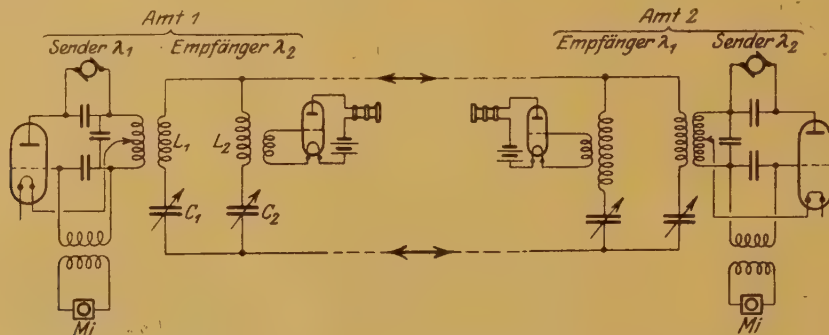 Amt 1
Sender λ₁ Empfänger λ₂
Amt 2
Empfänger λ₁ Sender λ₂
L₁
L₂
C₁
C₂
Mi
Mi